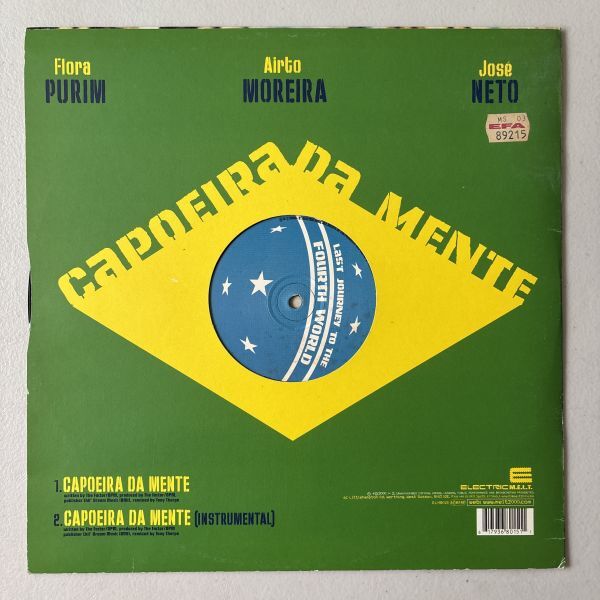 Flora
PURIM
Airto
MOREIRA
José
NETO
MS 03
EFA
89215
CAPOEIRA DA MENTE
LAST JOURNEY TO THE
FOURTH WORLD
1. CAPOEIRA DA MENTE
2. CAPOEIRA DA MENTE (INSTRUMENTAL)
ELECTRIC M.E.L.T.